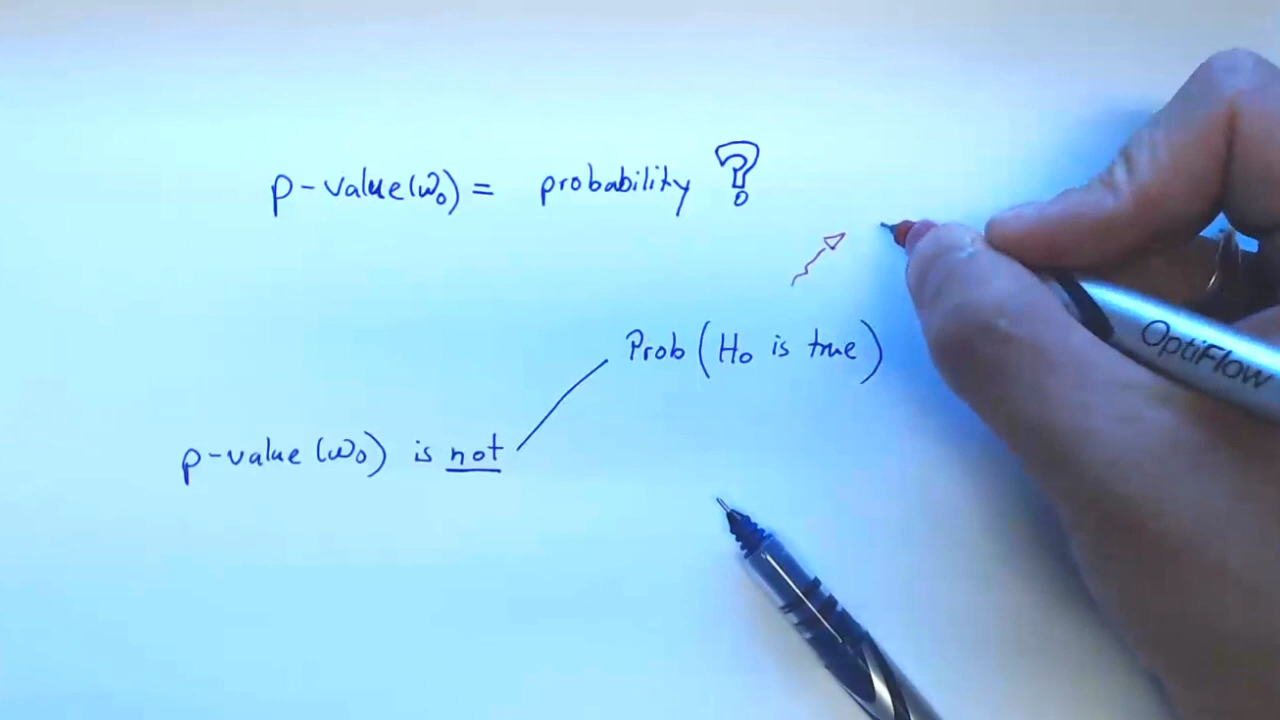 p-value(ω₀) = probability ?
Prob(H₀ is true)
p-value(ω₀) is not
OptiFlow